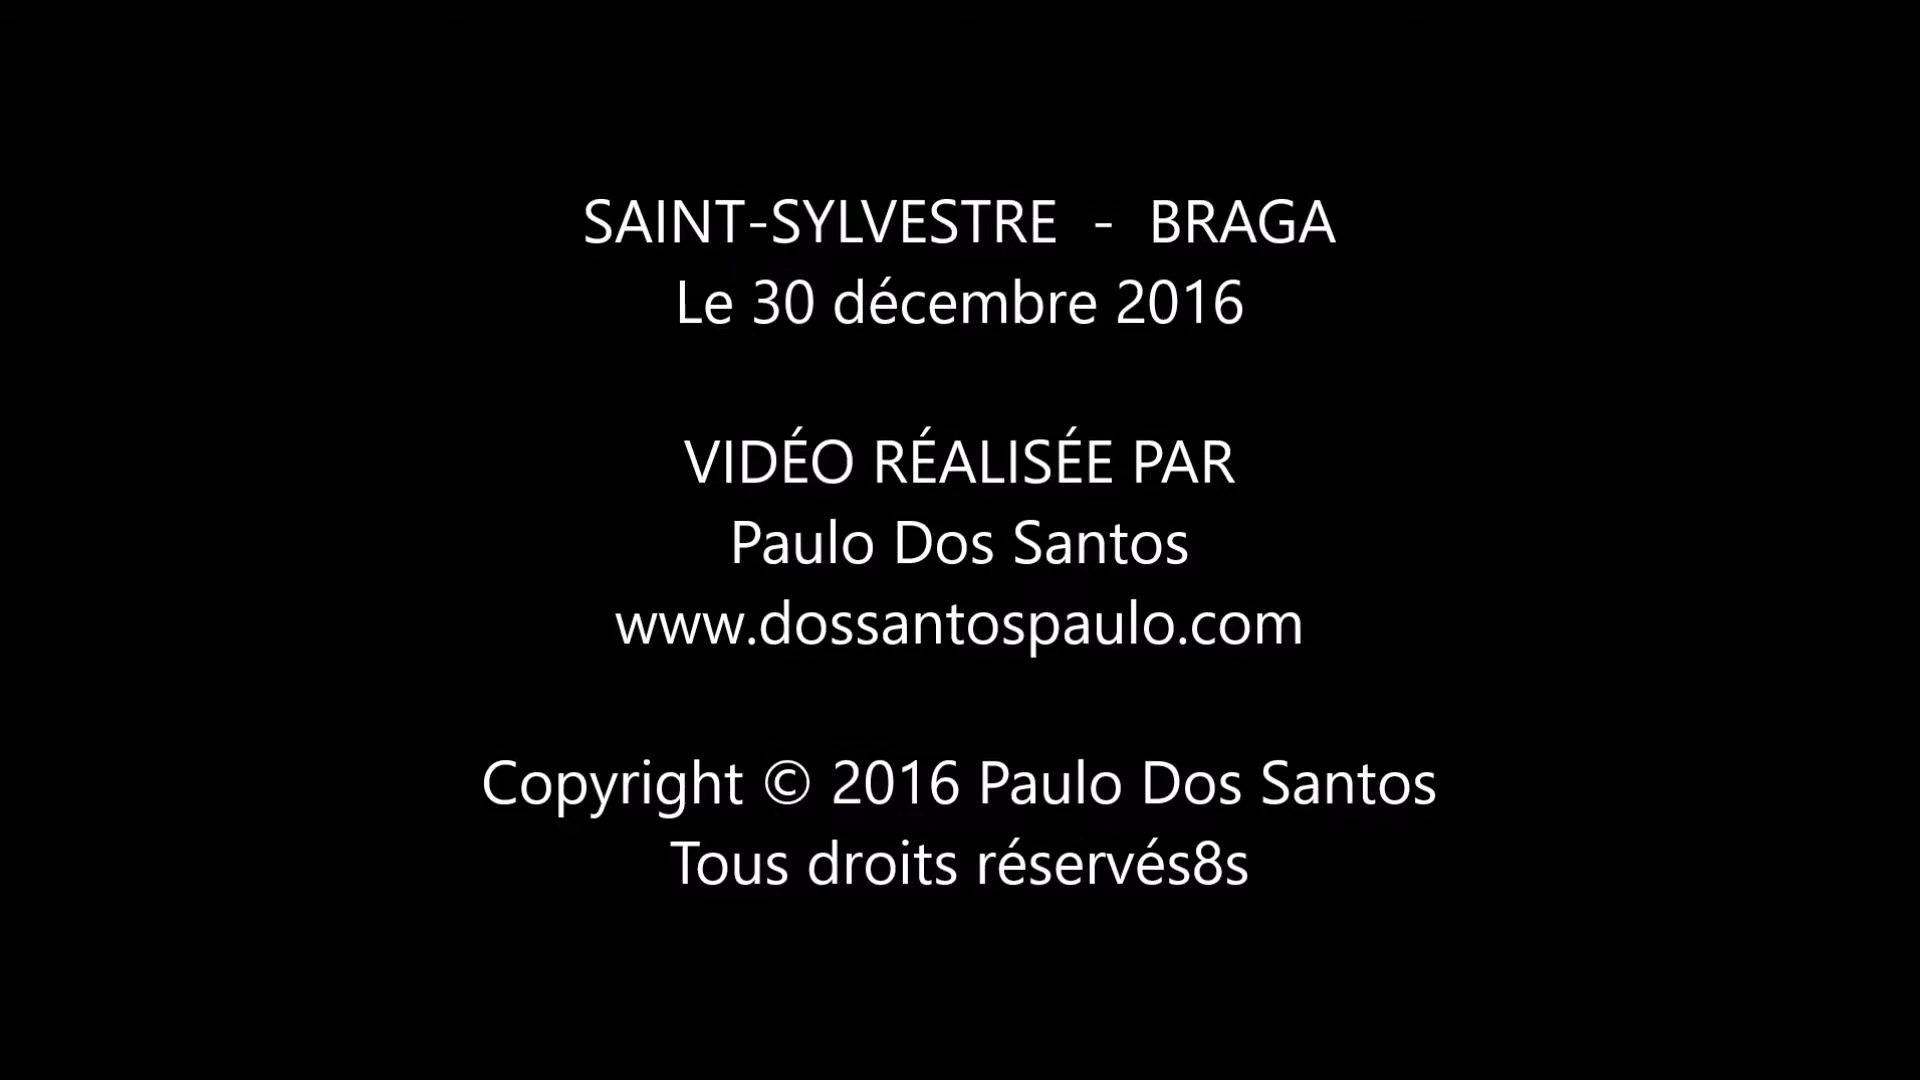 SAINT-SYLVESTRE - BRAGA
Le 30 décembre 2016
VIDÉO RÉALISÉE PAR
Paulo Dos Santos
www.dossantospaulo.com
Copyright © 2016 Paulo Dos Santos
Tous droits réservés8s